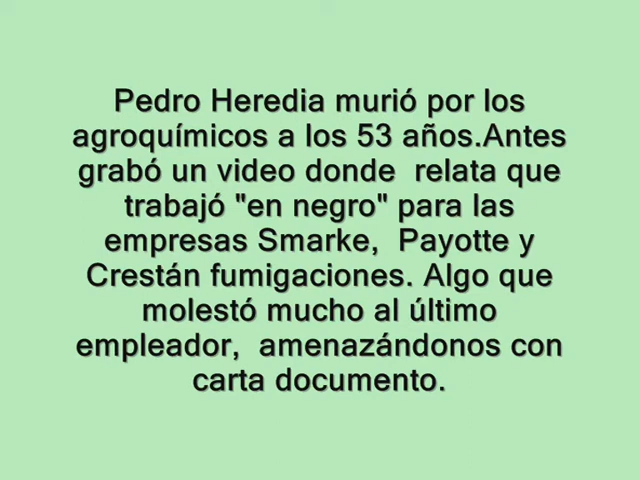 Pedro Heredia murió por los
agroquímicos a los 53 años.Antes
grabó un video donde  relata que
trabajó "en negro" para las
empresas Smarke,  Payotte y
Crestán fumigaciones. Algo que
molestó mucho al último
empleador,  amenazándonos con
carta documento.